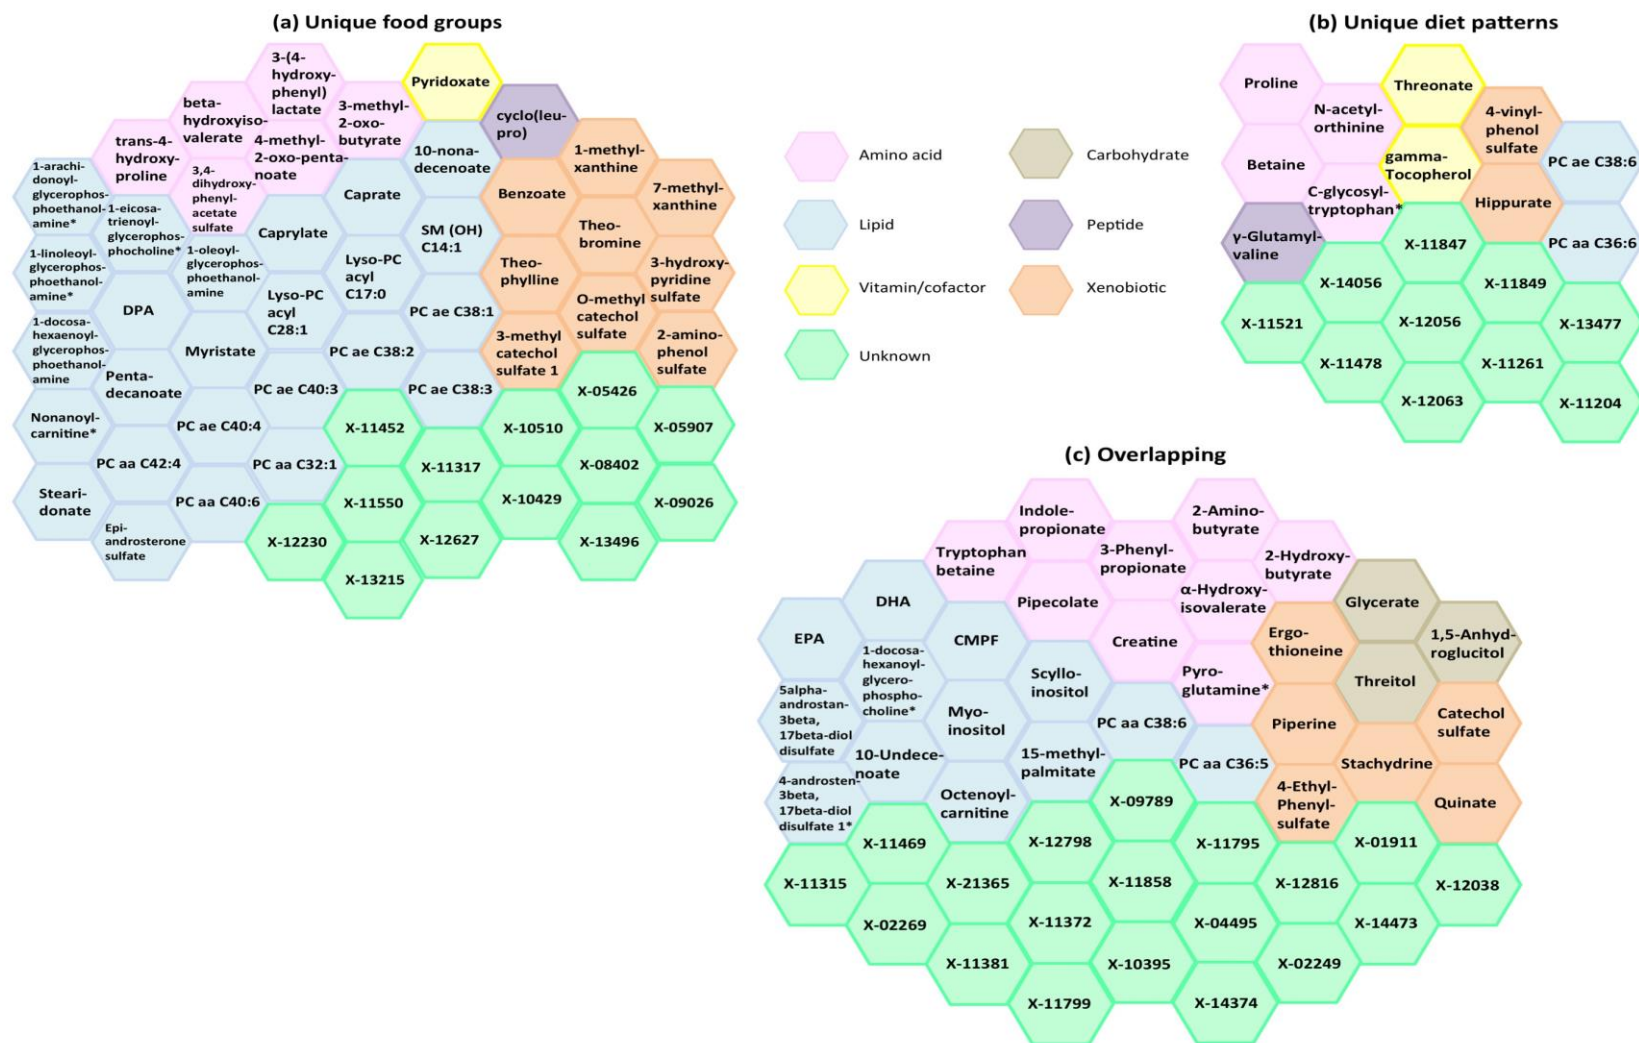 (a) Unique food groups
3-(4-
hydroxy-
phenyl)
lactate
Pyridoxate
beta-
hydroxyiso-
valerate
3-methyl-
2-oxo-
butyrate
cyclo(leu-
pro)
trans-4-
hydroxy-
proline
4-methyl-
2-oxo-penta-
noate
10-nona-
decenoate
1-methyl-
xanthine
1-arachi-
donoyl-
glycerophos-
phoethanol-
amine*
3,4-
dihydroxy-
phenyl-
acetate
sulfate
Caprate
Benzoate
7-methyl-
xanthine
1-eicosa-
trienoyl-
glycerophos-
phocholine*
Caprylate
SM (OH)
C14:1
Theo-
bromine
1-linoleoyl-
glycerophos-
phoethanol-
amine*
1-oleoyl-
glycerophos-
phoethanol-
amine
Lyso-PC
acyl
C17:0
Theo-
phylline
3-hydroxy-
pyridine
sulfate
DPA
Lyso-PC
acyl
C28:1
PC ae C38:1
O-methyl
catechol
sulfate
1-docosa-
hexaenoyl-
glycerophos-
phoethanol-
amine
Myristate
PC ae C38:2
3-methyl
catechol
sulfate 1
2-amino-
phenol
sulfate
Penta-
decanoate
PC ae C40:3
PC ae C38:3
X-05426
Nonanoyl-
carnitine*
PC ae C40:4
X-11452
X-10510
X-05907
PC aa C42:4
PC aa C32:1
X-11317
X-08402
Steari-
donate
PC aa C40:6
X-11550
X-10429
X-09026
Epi-
androsterone
sulfate
X-12230
X-12627
X-13496
X-13215
Amino acid
Carbohydrate
Lipid
Peptide
Vitamin/cofactor
Xenobiotic
Unknown
(b) Unique diet patterns
Proline
Threonate
N-acetyl-
orthinine
4-vinyl-
phenol
sulfate
Betaine
gamma-
Tocopherol
PC ae C38:6
C-glycosyl-
tryptophan*
Hippurate
γ-Glutamyl-
valine
X-11847
PC aa C36:6
X-14056
X-11849
X-11521
X-12056
X-13477
X-11478
X-11261
X-12063
X-11204
(c) Overlapping
Indole-
propionate
2-Amino-
butyrate
Tryptophan
betaine
3-Phenyl-
propionate
2-Hydroxy-
butyrate
DHA
Pipecolate
α-Hydroxy-
isovalerate
Glycerate
EPA
CMPF
Creatine
Ergo-
thioneine
1,5-Anhyd-
roglucitol
1-docosa-
hexanoyl-
glycero-
phospho-
choline*
Scyllo-
inositol
Pyro-
glutamine*
Threitol
5alpha-
androstan-
3beta,
17beta-diol
disulfate
Myo-
inositol
PC aa C38:6
Piperine
Catechol
sulfate
10-Undece-
noate
15-methyl-
palmitate
PC aa C36:5
Stachydrine
4-androsten-
3beta,
17beta-diol
disulfate 1*
Octenoyl-
carnitine
X-09789
4-Ethyl-
Phenyl-
sulfate
Quinate
X-11469
X-12798
X-11795
X-01911
X-11315
X-21365
X-11858
X-12816
X-12038
X-02269
X-11372
X-04495
X-14473
X-11381
X-10395
X-02249
X-11799
X-14374